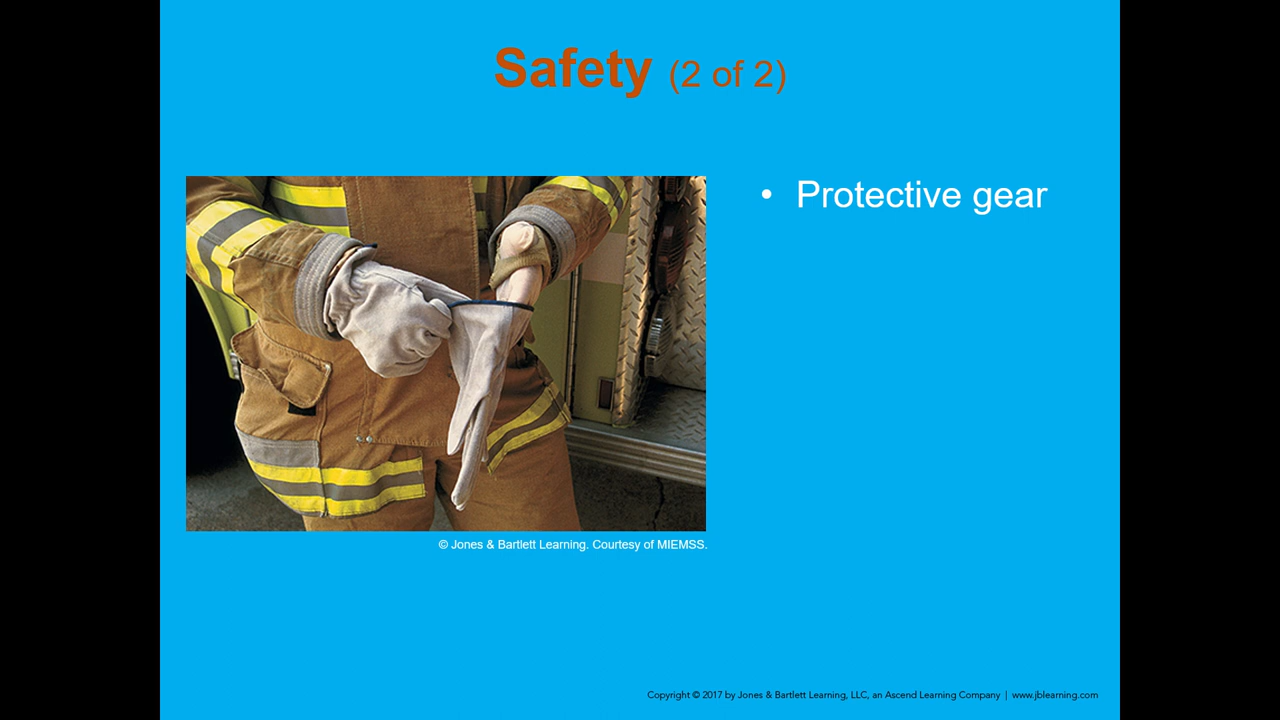 Safety (2 of 2)
• Protective gear
© Jones & Bartlett Learning. Courtesy of MIEMSS.
Copyright © 2017 by Jones & Bartlett Learning, LLC, an Ascend Learning Company | www.jblearning.com